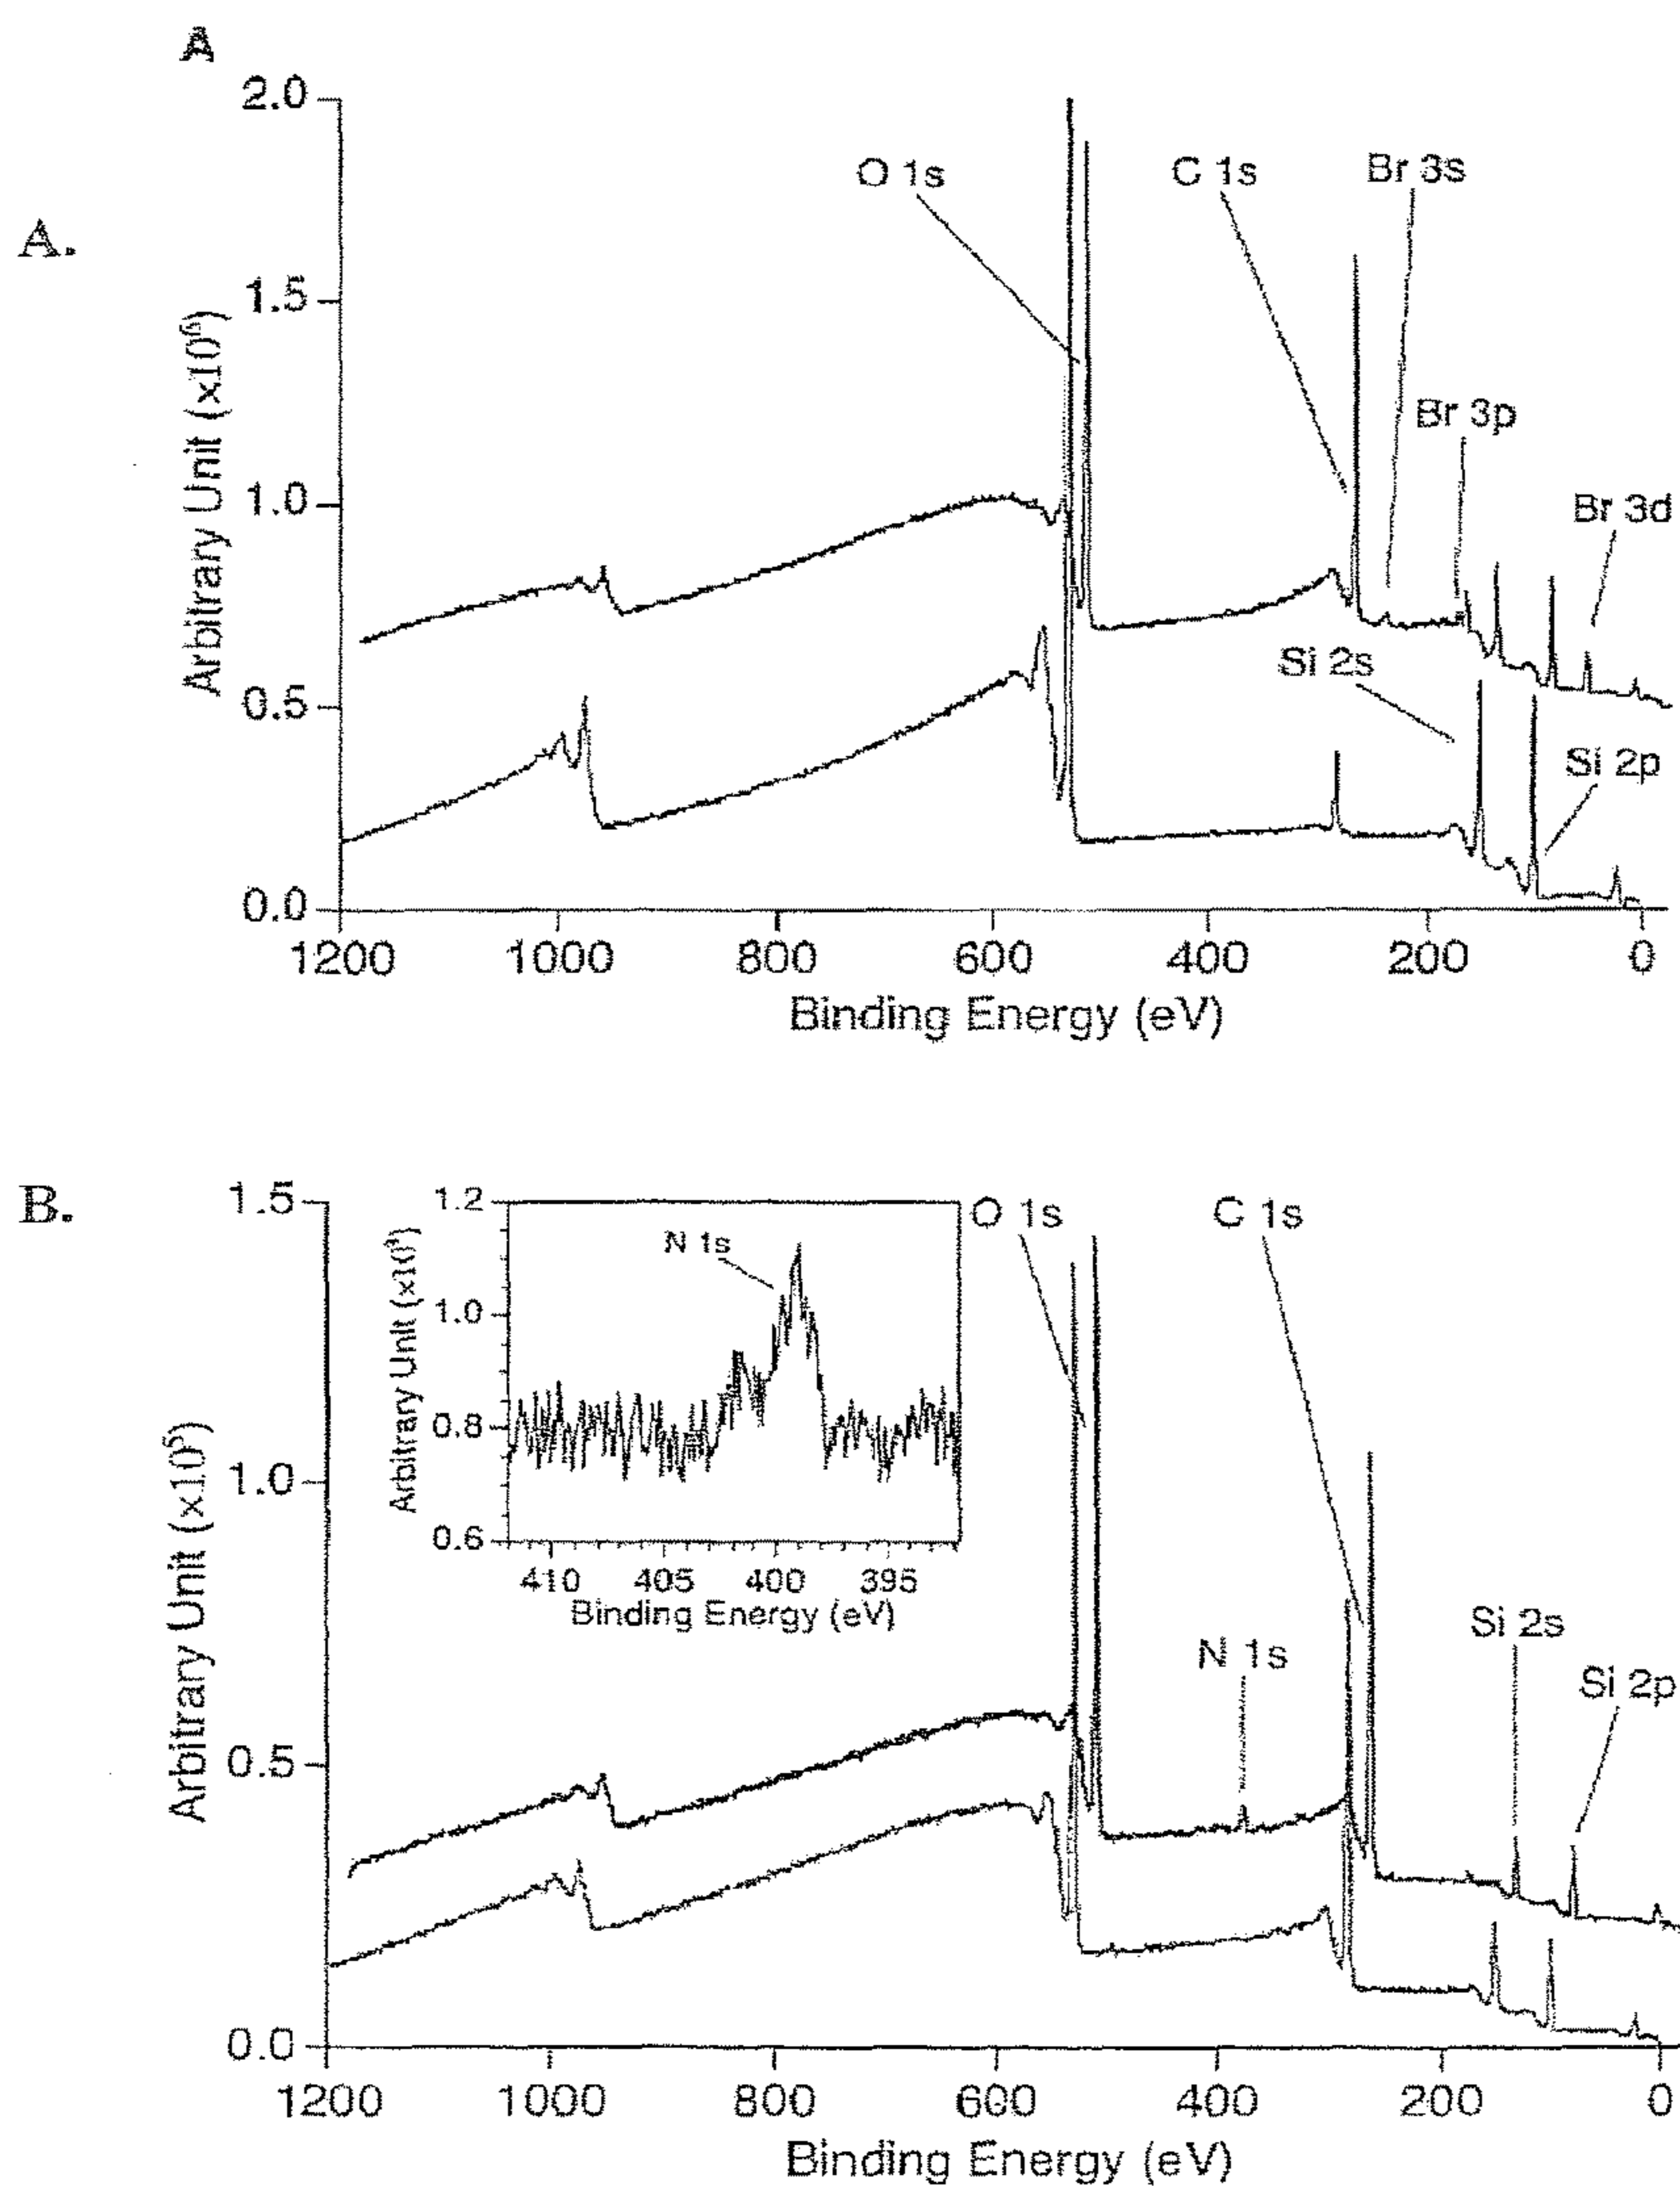 A
A.
2.0
O 1s
C 1s
Br 3s
1.5
Br 3p
1.0
Br 3d
Si 2s
0.5
Si 2p
0.0
Arbitrary Unit (x10⁵)
1200 1000 800 600 400 200 0
Binding Energy (eV)
B.
1.5
1.2
N 1s
1.0
0.8
0.6
Arbitrary Unit (x10³)
410 405 400 395
Binding Energy (eV)
O 1s
C 1s
1.0
N 1s
Si 2s
Si 2p
0.5
0.0
Arbitrary Unit (x10⁵)
1200 1000 800 600 400 200 0
Binding Energy (eV)